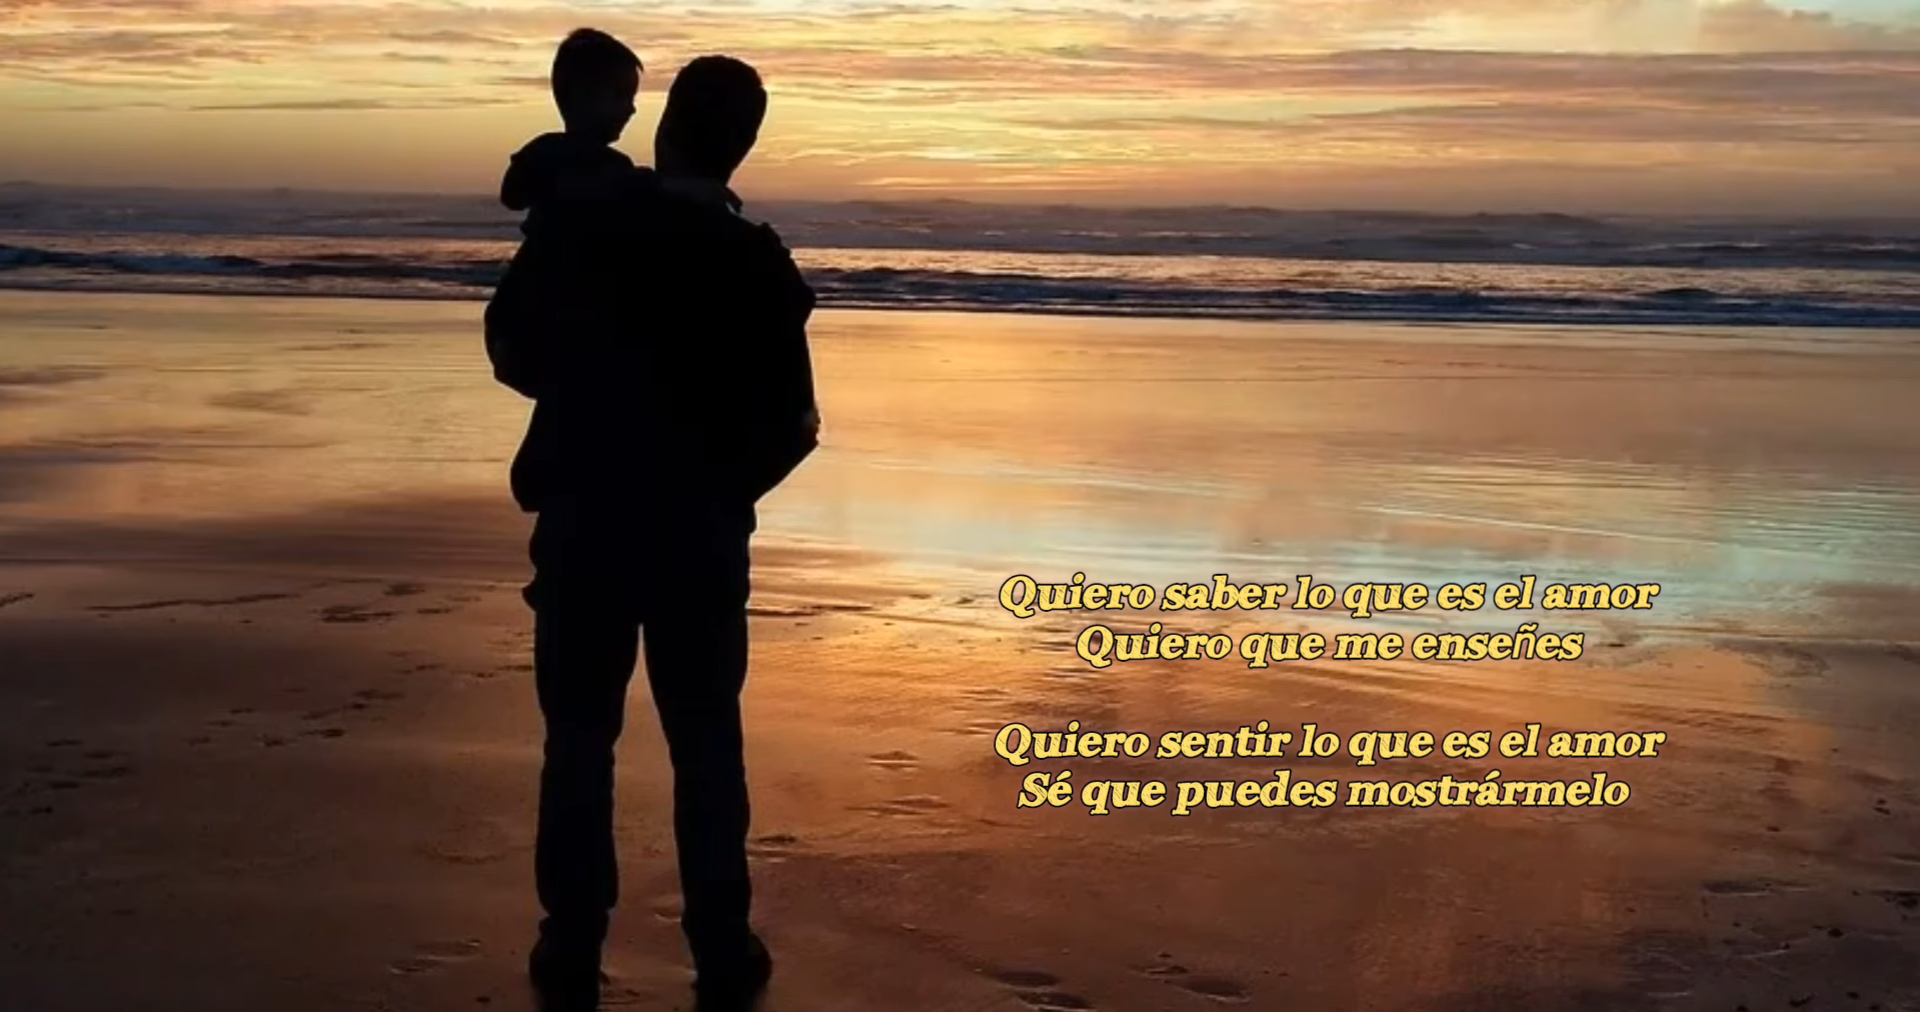 Quiero saber lo que es el amor
Quiero que me enseñes
Quiero sentir lo que es el amor
Sé que puedes mostrármelo